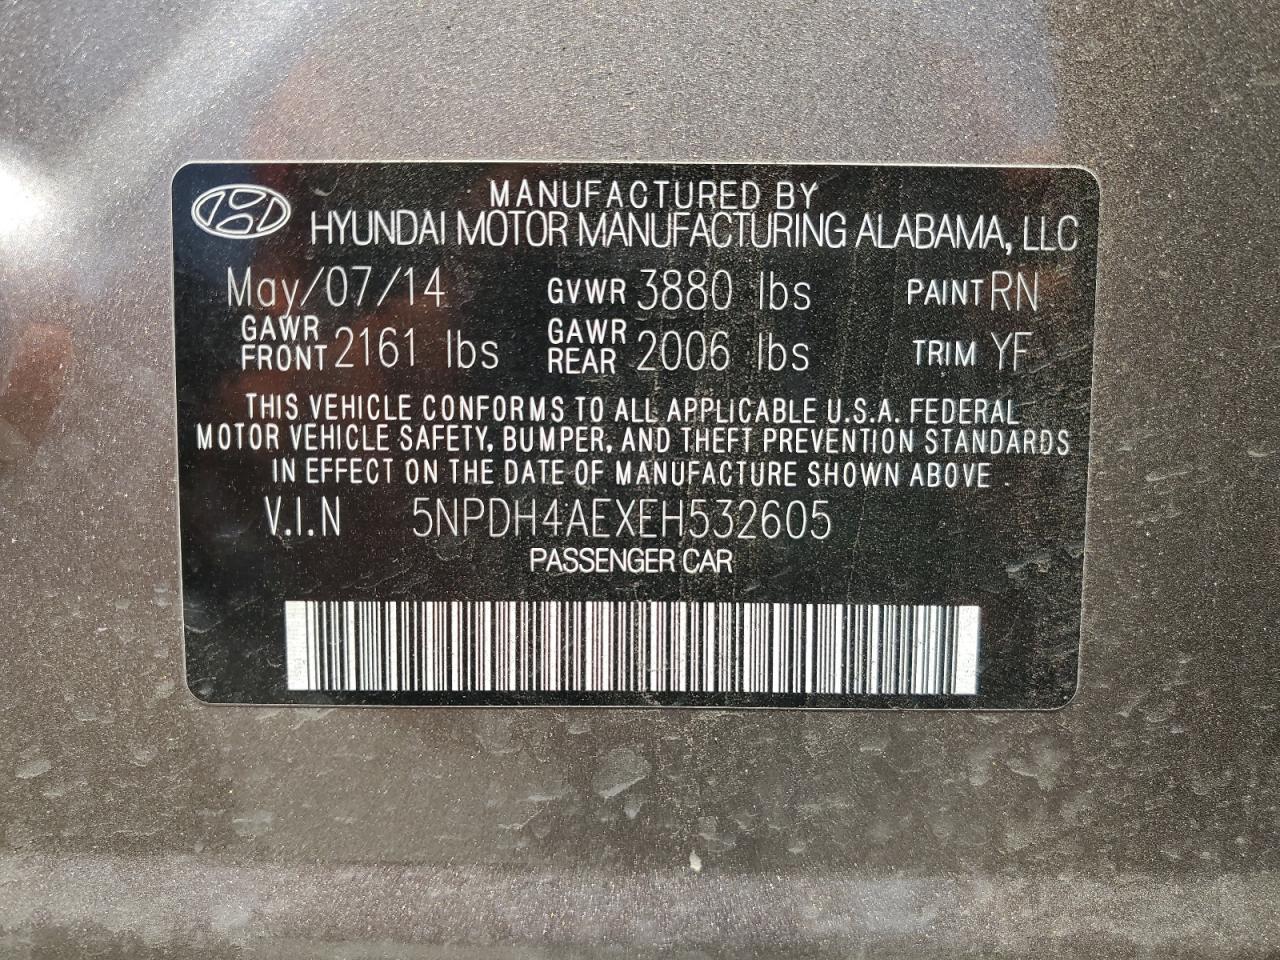 MANUFACTURED BY
HYUNDAI MOTOR MANUFACTURING ALABAMA, LLC
May/07/14 GVWR 3880 lbs PAINT RN
GAWR FRONT 2161 lbs GAWR REAR 2006 lbs TRIM YF
THIS VEHICLE CONFORMS TO ALL APPLICABLE U.S.A. FEDERAL
MOTOR VEHICLE SAFETY, BUMPER, AND THEFT PREVENTION STANDARDS
IN EFFECT ON THE DATE OF MANUFACTURE SHOWN ABOVE .
V.I.N 5NPDH4AEXEH532605
PASSENGER CAR